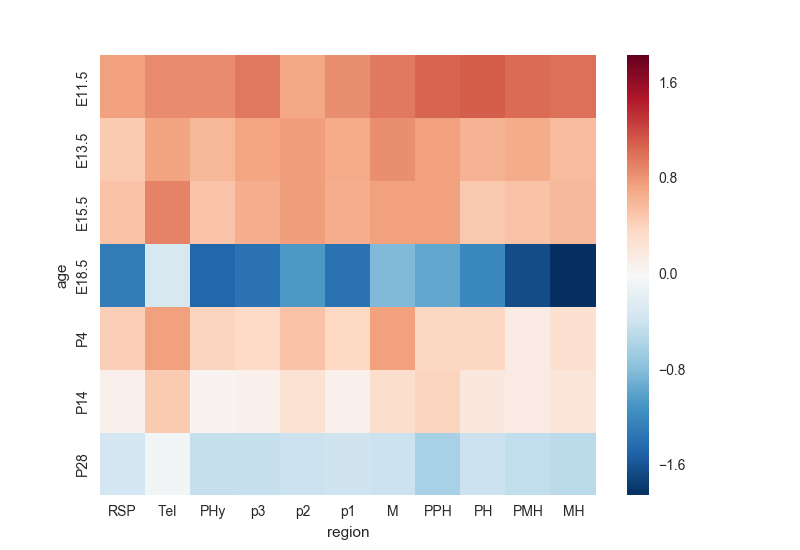 E11.5
E13.5
E15.5
E18.5
P4
P14
P28
age
RSP Tel PHy p3 p2 p1 M PPH PH PMH MH
region
1.6
0.8
0.0
−0.8
−1.6